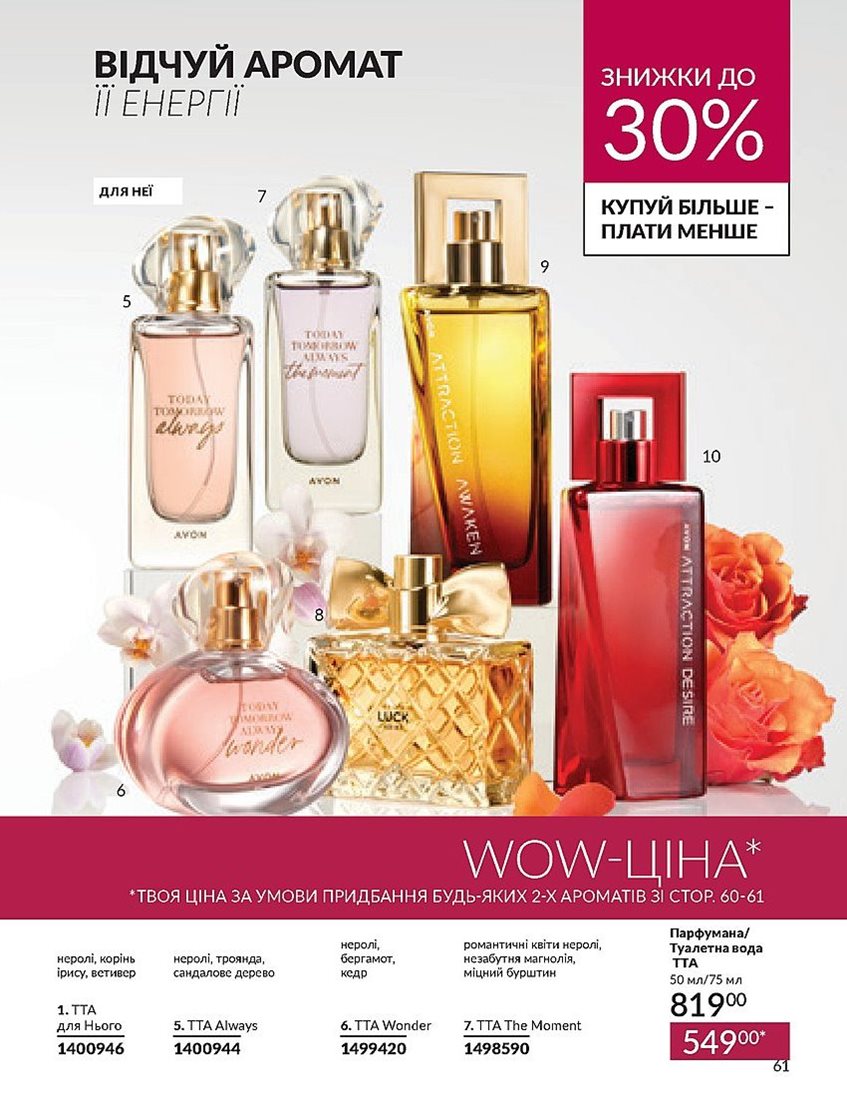 ВІДЧУЙ АРОМАТ
ЇЇ ЕНЕРГІЇ
ЗНИЖКИ ДО
30%
КУПУЙ БІЛЬШЕ –
ПЛАТИ МЕНШЕ
ДЛЯ НЕЇ
7
5
9
10
8
6
TODAY
TOMORROW
always
AVON
TODAY
TOMORROW
ALWAYS
the moment
AVON
AVON ATTRACTION AWAKEN
AVON ATTRACTION DESIRE
TODAY
TOMORROW
ALWAYS
wonder
AVON
LUCK
WOW-ЦІНА*
*ТВОЯ ЦІНА ЗА УМОВИ ПРИДБАННЯ БУДЬ-ЯКИХ 2-Х АРОМАТІВ ЗІ СТОР. 60-61
неролі, корінь
ірису, ветивер
1. TTA
для Нього
1400946
неролі, троянда,
сандалове дерево
5. TTA Always
1400944
неролі,
бергамот,
кедр
6. TTA Wonder
1499420
романтичні квіти неролі,
незабутня магнолія,
міцний бурштин
7. TTA The Moment
1498590
Парфумана/
Туалетна вода
TTA
50 мл/75 мл
819⁰⁰
549⁰⁰*
61